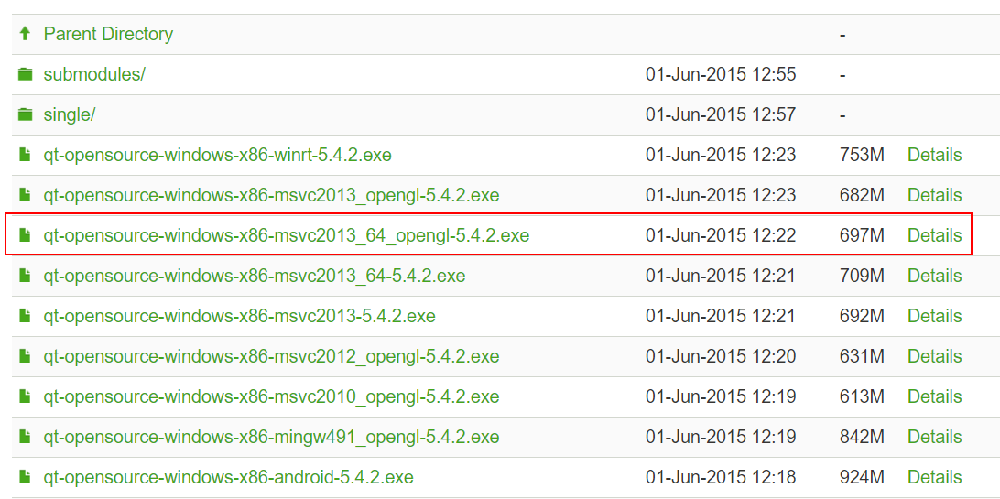 Parent Directory -
submodules/ 01-Jun-2015 12:55 -
single/ 01-Jun-2015 12:57 -
qt-opensource-windows-x86-winrt-5.4.2.exe 01-Jun-2015 12:23 753M Details
qt-opensource-windows-x86-msvc2013_opengl-5.4.2.exe 01-Jun-2015 12:23 682M Details
qt-opensource-windows-x86-msvc2013_64_opengl-5.4.2.exe 01-Jun-2015 12:22 697M Details
qt-opensource-windows-x86-msvc2013_64-5.4.2.exe 01-Jun-2015 12:21 709M Details
qt-opensource-windows-x86-msvc2013-5.4.2.exe 01-Jun-2015 12:21 692M Details
qt-opensource-windows-x86-msvc2012_opengl-5.4.2.exe 01-Jun-2015 12:20 631M Details
qt-opensource-windows-x86-msvc2010_opengl-5.4.2.exe 01-Jun-2015 12:19 613M Details
qt-opensource-windows-x86-mingw491_opengl-5.4.2.exe 01-Jun-2015 12:19 842M Details
qt-opensource-windows-x86-android-5.4.2.exe 01-Jun-2015 12:18 924M Details